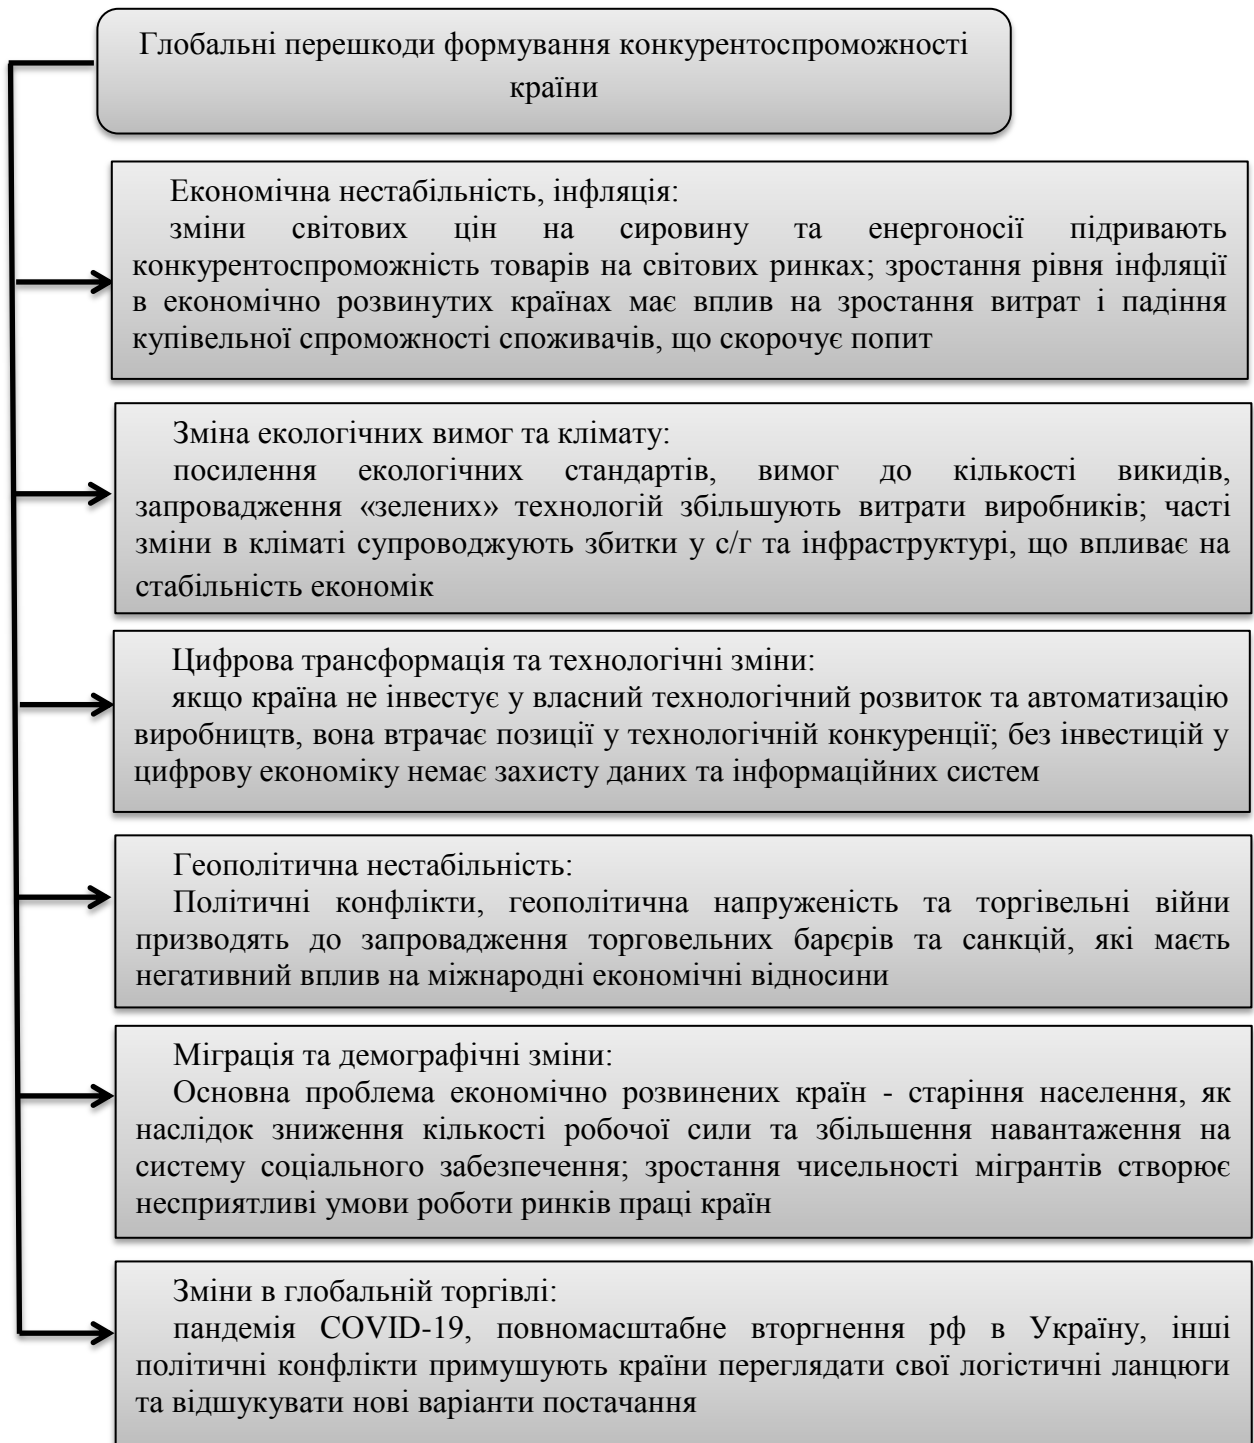 Глобальні перешкоди формування конкурентоспроможності
країни
Економічна нестабільність, інфляція:
зміни світових цін на сировину та енергоносії підривають
конкурентоспроможність товарів на світових ринках; зростання рівня інфляції
в економічно розвинутих країнах має вплив на зростання витрат і падіння
купівельної спроможності споживачів, що скорочує попит
Зміна екологічних вимог та клімату:
посилення екологічних стандартів, вимог до кількості викидів,
запровадження «зелених» технологій збільшують витрати виробників; часті
зміни в кліматі супроводжують збитки у с/г та інфраструктурі, що впливає на
стабільність економік
Цифрова трансформація та технологічні зміни:
якщо країна не інвестує у власний технологічний розвиток та автоматизацію
виробництв, вона втрачає позиції у технологічній конкуренції; без інвестицій у
цифрову економіку немає захисту даних та інформаційних систем
Геополітична нестабільність:
Політичні конфлікти, геополітична напруженість та торгівельні війни
призводять до запровадження торговельних барєрів та санкцій, які маєть
негативний вплив на міжнародні економічні відносини
Міграція та демографічні зміни:
Основна проблема економічно розвинених країн - старіння населення, як
наслідок зниження кількості робочої сили та збільшення навантаження на
систему соціального забезпечення; зростання чисельності мігрантів створює
несприятливі умови роботи ринків праці країн
Зміни в глобальній торгівлі:
пандемія COVID-19, повномасштабне вторгнення рф в Україну, інші
політичні конфлікти примушують країни переглядати свої логістичні ланцюги
та відшукувати нові варіанти постачання